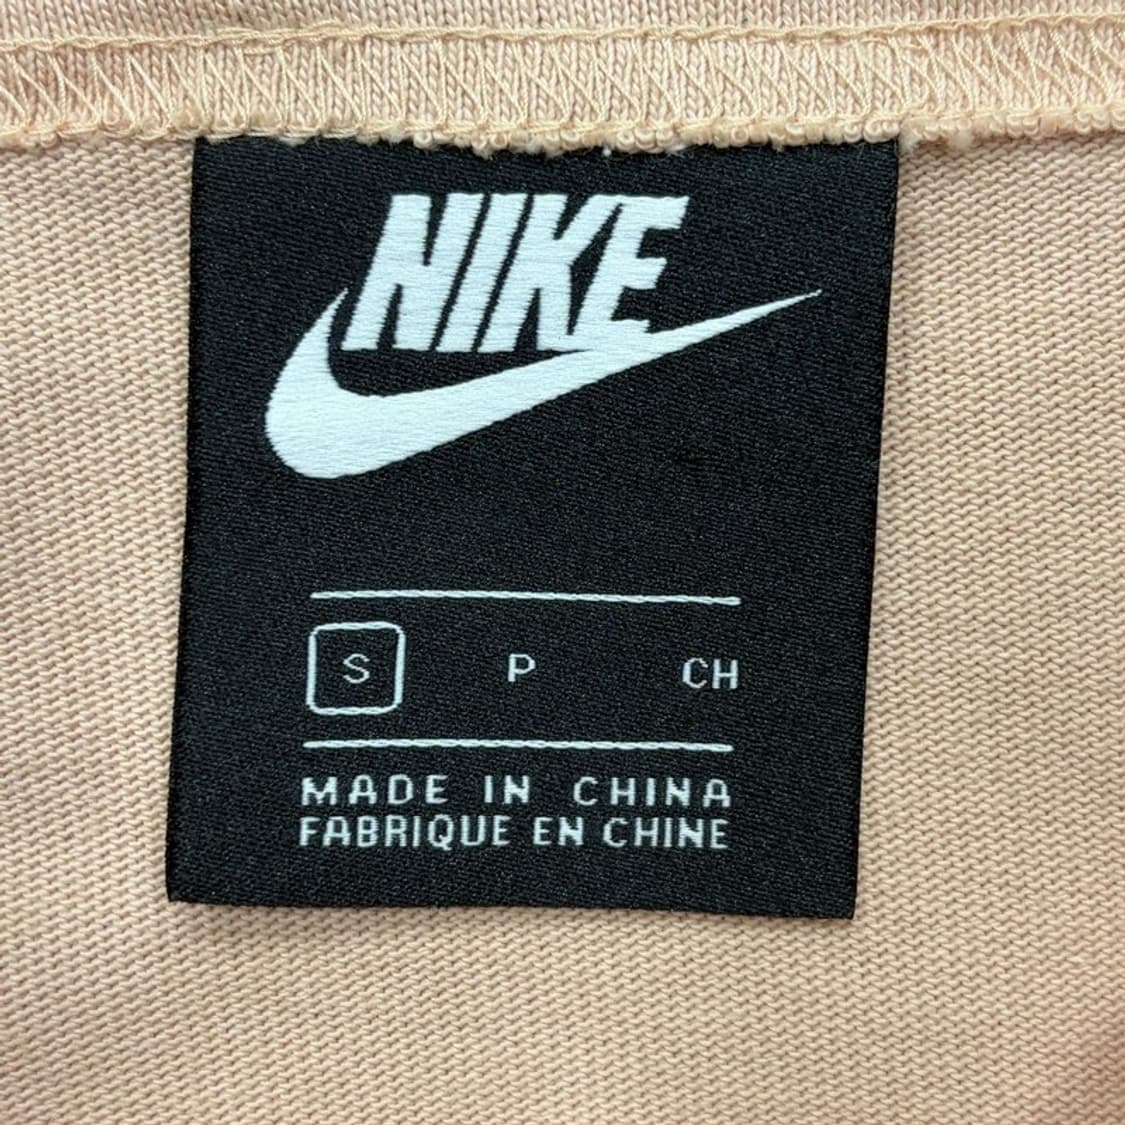 NIKE
S P CH
MADE IN CHINA
FABRIQUE EN CHINE